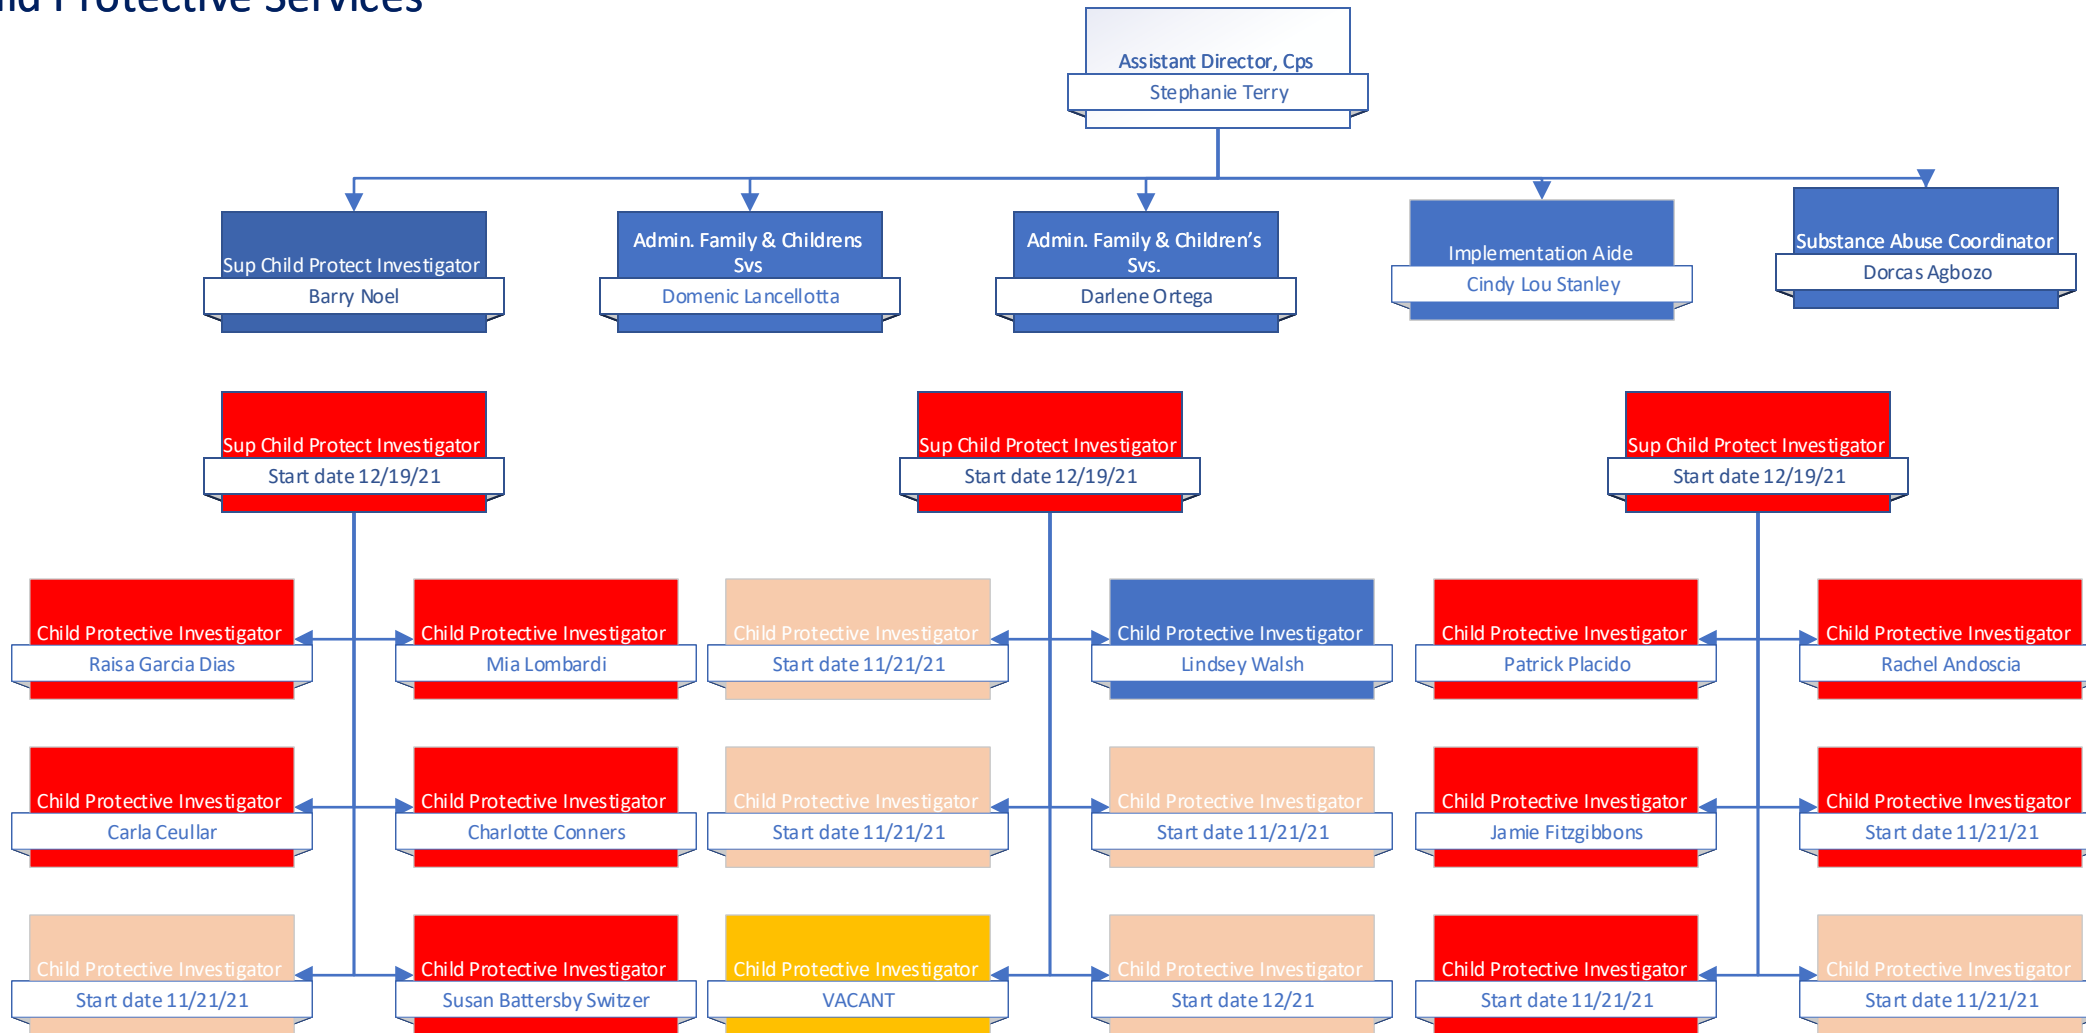 ld Protective Services
Assistant Director, Cps
Stephanie Terry
Sup Child Protect Investigator
Barry Noel
Admin. Family & Childrens
Svs
Domenic Lancellotta
Admin. Family & Children’s
Svs.
Darlene Ortega
Implementation Aide
Cindy Lou Stanley
Substance Abuse Coordinator
Dorcas Agbozo
Sup Child Protect Investigator
Start date 12/19/21
Sup Child Protect Investigator
Start date 12/19/21
Sup Child Protect Investigator
Start date 12/19/21
Child Protective Investigator
Raisa Garcia Dias
Child Protective Investigator
Mia Lombardi
Child Protective Investigator
Start date 11/21/21
Child Protective Investigator
Lindsey Walsh
Child Protective Investigator
Patrick Placido
Child Protective Investigator
Rachel Andoscia
Child Protective Investigator
Carla Ceullar
Child Protective Investigator
Charlotte Conners
Child Protective Investigator
Start date 11/21/21
Child Protective Investigator
Start date 11/21/21
Child Protective Investigator
Jamie Fitzgibbons
Child Protective Investigator
Start date 11/21/21
Child Protective Investigator
Start date 11/21/21
Child Protective Investigator
Susan Battersby Switzer
Child Protective Investigator
VACANT
Child Protective Investigator
Start date 12/21
Child Protective Investigator
Start date 11/21/21
Child Protective Investigator
Start date 11/21/21